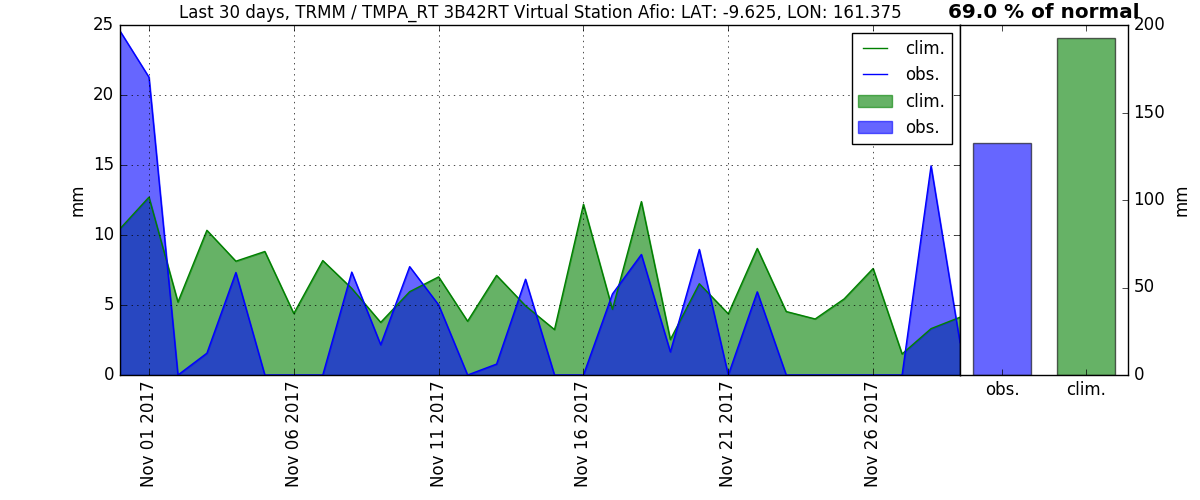 Last 30 days, TRMM / TMPA_RT 3B42RT Virtual Station Afio: LAT: -9.625, LON: 161.375
69.0 % of normal
25
20
15
10
5
0
mm
clim.
obs.
clim.
obs.
Nov 01 2017
Nov 06 2017
Nov 11 2017
Nov 16 2017
Nov 21 2017
Nov 26 2017
200
150
100
50
0
mm
obs.
clim.